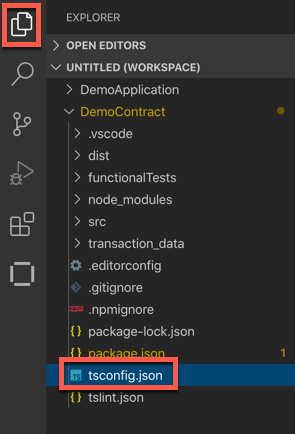 EXPLORER
OPEN EDITORS
UNTITLED (WORKSPACE)
DemoApplication
DemoContract
.vscode
dist
functionalTests
node_modules
src
transaction_data
.editorconfig
.gitignore
.npmignore
{ } package-lock.json
{ } package.json 1
TS tsconfig.json
{ } tslint.json